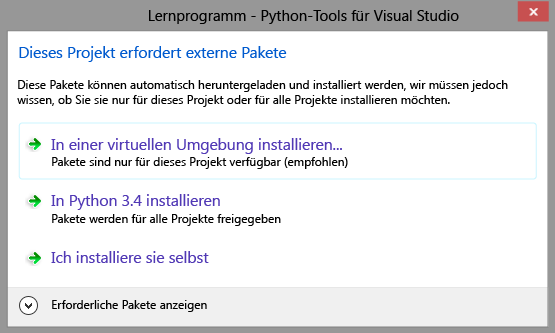 Lernprogramm - Python-Tools für Visual Studio
Dieses Projekt erfordert externe Pakete
Diese Pakete können automatisch heruntergeladen und installiert werden, wir müssen jedoch
wissen, ob Sie sie nur für dieses Projekt oder für alle Projekte installieren möchten.
In einer virtuellen Umgebung installieren...
Pakete sind nur für dieses Projekt verfügbar (empfohlen)
In Python 3.4 installieren
Pakete werden für alle Projekte freigegeben
Ich installiere sie selbst
Erforderliche Pakete anzeigen